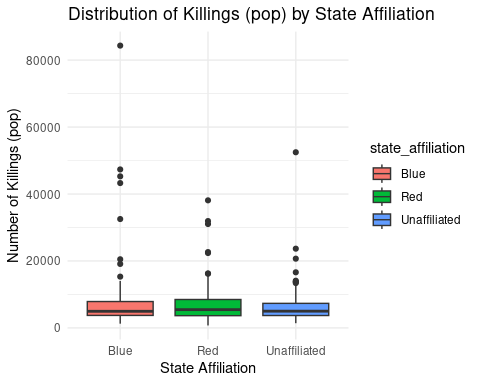 Distribution of Killings (pop) by State Affiliation
Number of Killings (pop)
80000
60000
40000
20000
0
Blue
Red
Unaffiliated
State Affiliation
state_affiliation
Blue
Red
Unaffiliated